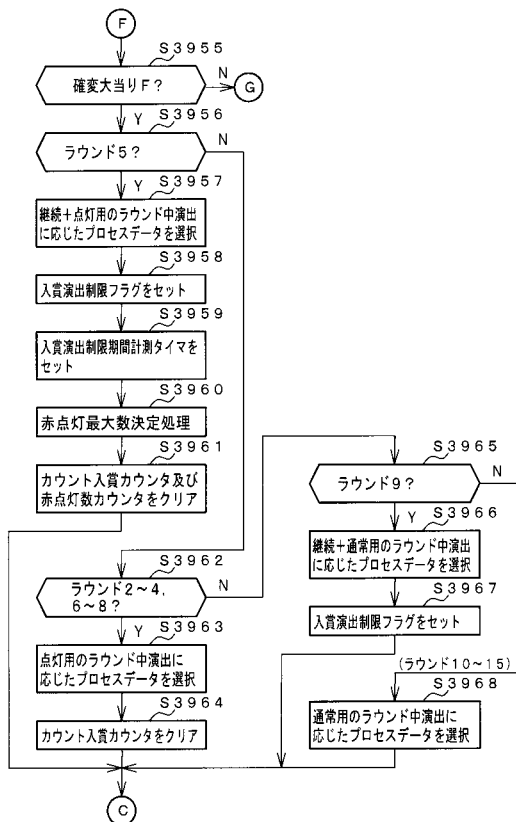 F
S3955
確変大当りF?
N
G
Y
S3956
ラウンド5?
N
Y
S3957
継続+点灯用のラウンド中演出
に応じたプロセスデータを選択
S3958
入賞演出制限フラグをセット
S3959
入賞演出制限期間計測タイマを
セット
S3960
赤点灯最大数決定処理
S3961
カウント入賞カウンタ及び
赤点灯数カウンタをクリア
S3962
ラウンド2~4,
6~8?
N
Y
S3963
点灯用のラウンド中演出に
応じたプロセスデータを選択
S3964
カウント入賞カウンタをクリア
S3965
ラウンド9?
N
Y
S3966
継続+通常用のラウンド中演出
に応じたプロセスデータを選択
S3967
入賞演出制限フラグをセット
(ラウンド10~15)
S3968
通常用のラウンド中演出に
応じたプロセスデータを選択
C